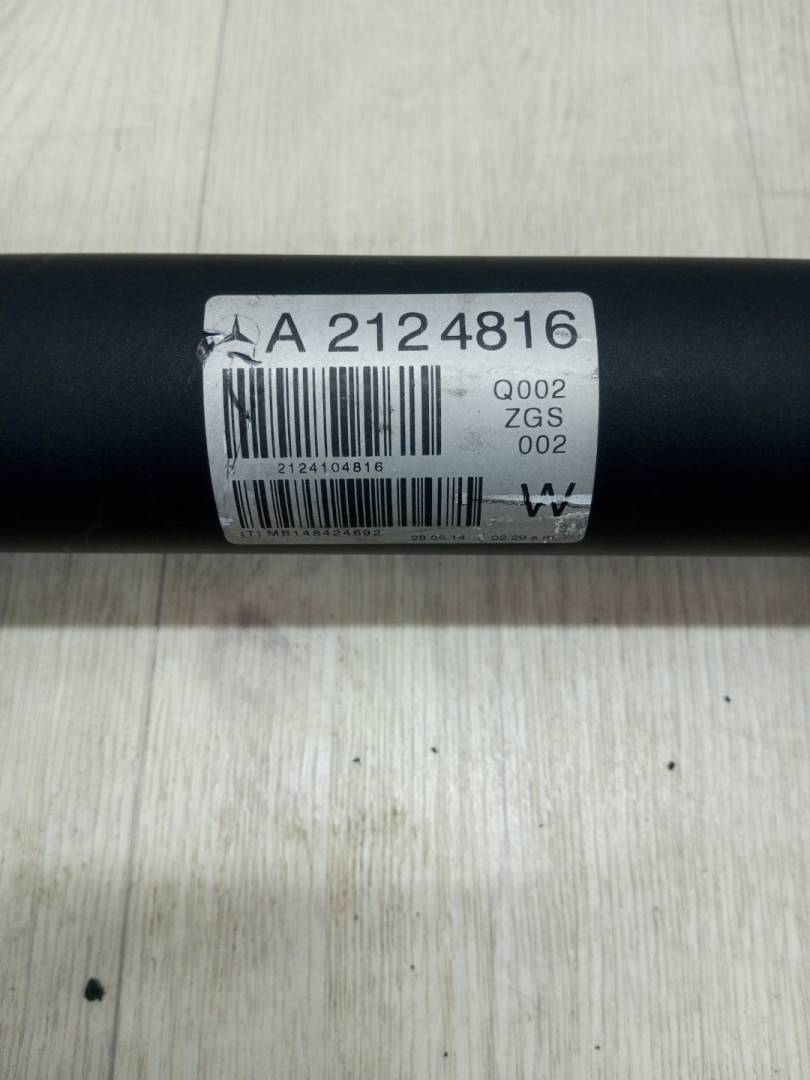 A 2124816
Q002
ZGS
002
2124104816
W
(T) MB148424692 28.05.14 02.29 a.m